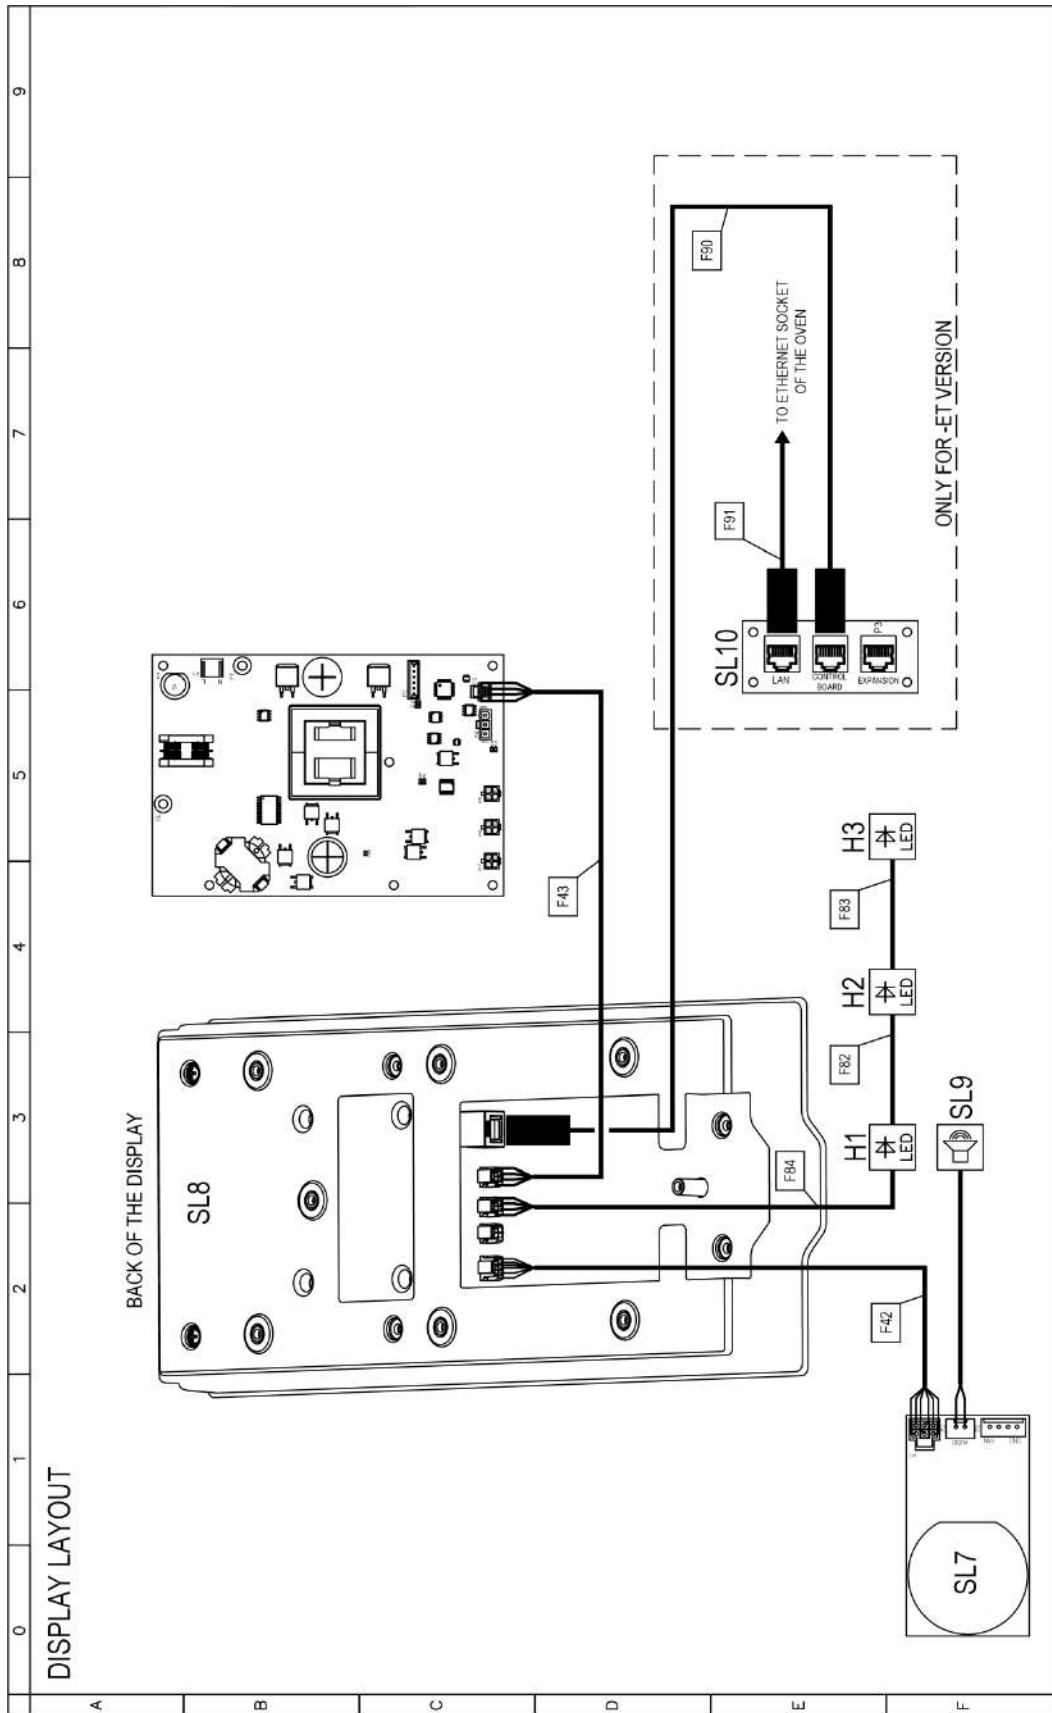 DISPLAY LAYOUT
0
1
2
3
4
5
6
7
8
9
A
B
C
D
E
F
BACK OF THE DISPLAY
SL8
F43
F90
F91
TO ETHERNET SOCKET
OF THE OVEN
SL10
LAN
CONTROL
BOARD
EXPANSION
P3
ONLY FOR -ET VERSION
F84
H1
LED
F82
H2
LED
F83
H3
LED
SL9
F42
SL7